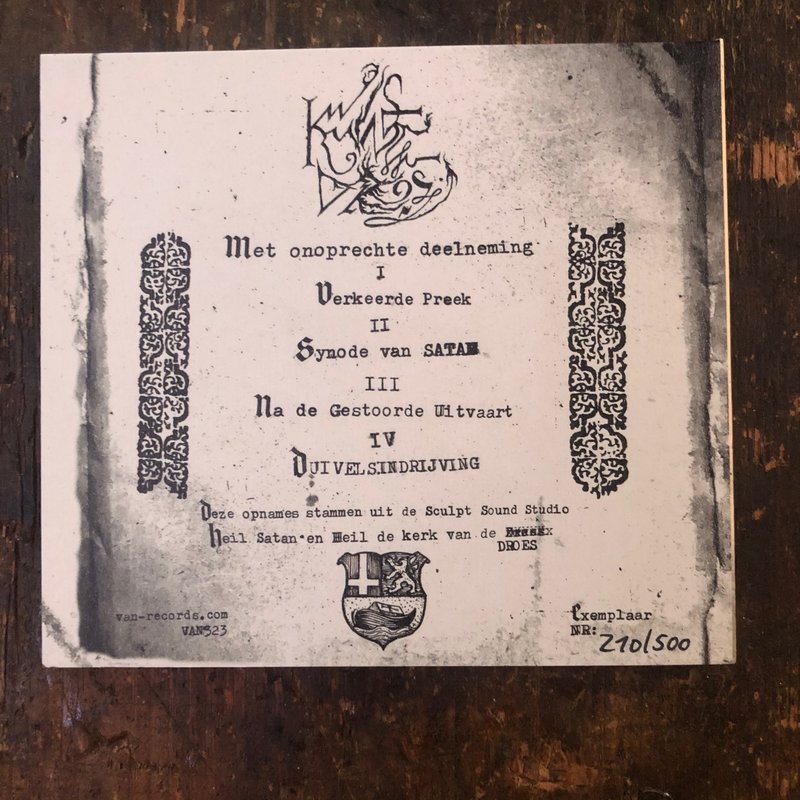 Met onoprechte deelneming
I
Verkeerde Preek
II
Synode van SATAN
III
Na de Gestoorde Uitvaart
IV
DUIVELSINDRIJVING
Deze opnames stammen uit de Sculpt Sound Studio
heil Satan en Heil de kerk van de
DROES
van-records.com
VAN323
Exemplaar
NR: 210/500